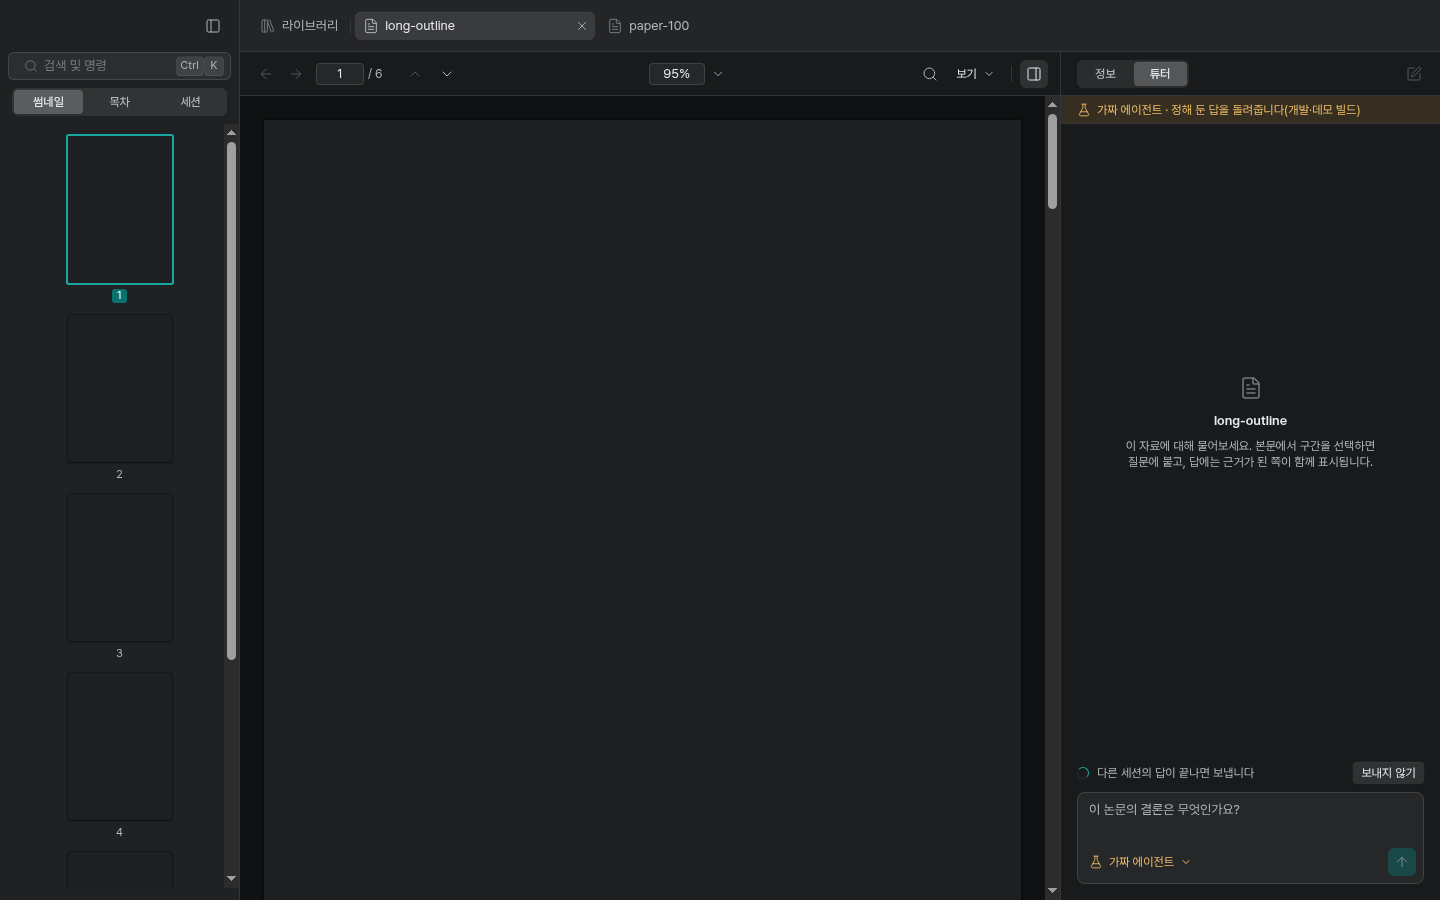 라이브러리
long-outline
paper-100
검색 및 명령
Ctrl K
썸네일 목차 세션
1
2
3
4
1 / 6
95%
보기
정보 튜터
가짜 에이전트 · 정해 둔 답을 돌려줍니다(개발·데모 빌드)
long-outline
이 자료에 대해 물어보세요. 본문에서 구간을 선택하면
질문에 붙고, 답에는 근거가 된 쪽이 함께 표시됩니다.
다른 세션의 답이 끝나면 보냅니다
보내지 않기
이 논문의 결론은 무엇인가요?
가짜 에이전트